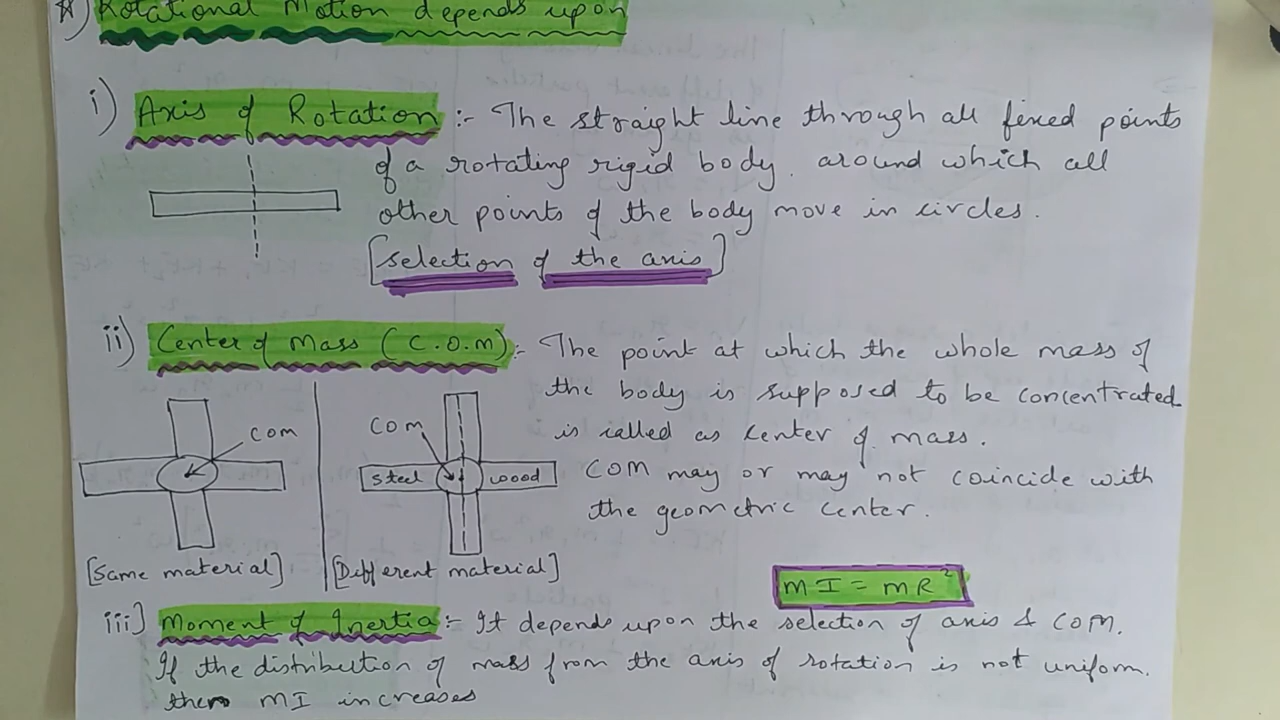 *) Rotational Motion depends upon
i) Axis of Rotation :- The straight line through all fixed points
of a rotating rigid body. around which all
other points of the body move in circles.
[selection of the axis]
ii) Center of Mass (C.O.M) :- The point at which the whole mass of
the body is supposed to be concentrated
is called as center of mass.
COM may or may not coincide with
the geometric center.
COM
[Same material]
COM
steel
wood
[Different material]
MI = MR²
iii] Moment of Inertia :- It depends upon the selection of axis & COM.
If the distribution of mass from the axis of rotation is not uniform.
then MI increases